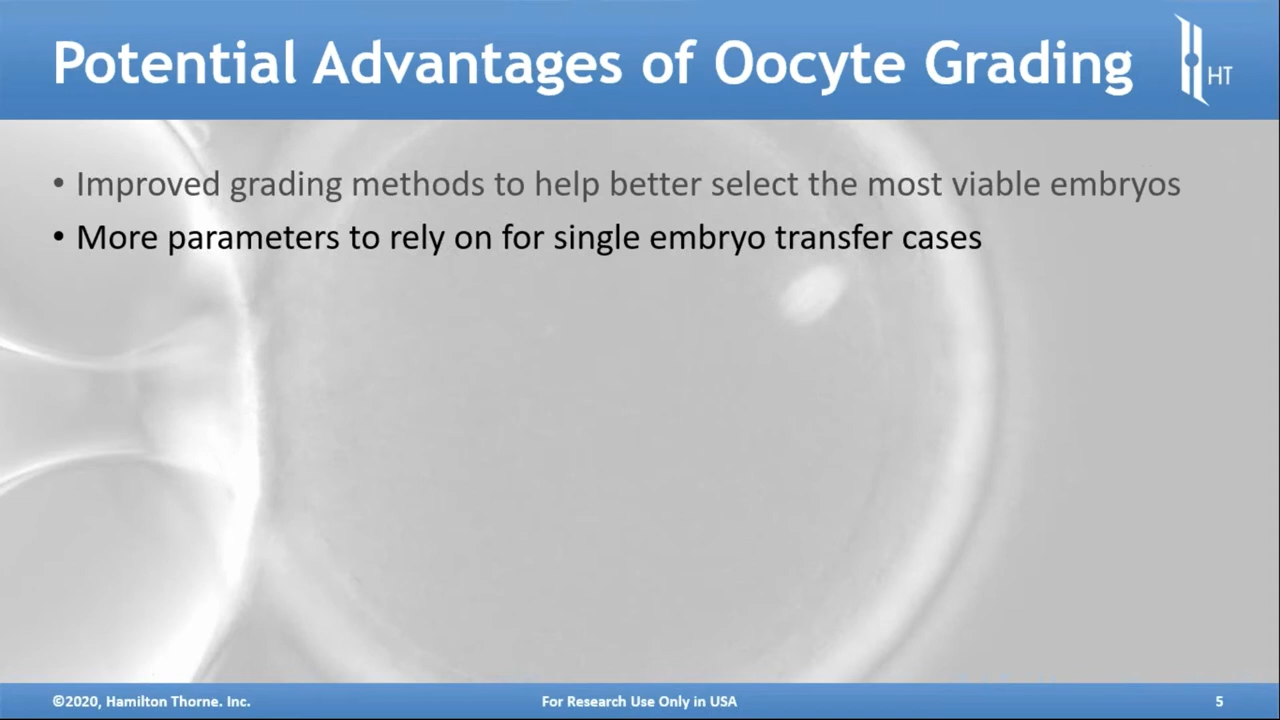 Potential Advantages of Oocyte Grading
HT
• Improved grading methods to help better select the most viable embryos
• More parameters to rely on for single embryo transfer cases
©2020, Hamilton Thorne. Inc.
For Research Use Only in USA
5